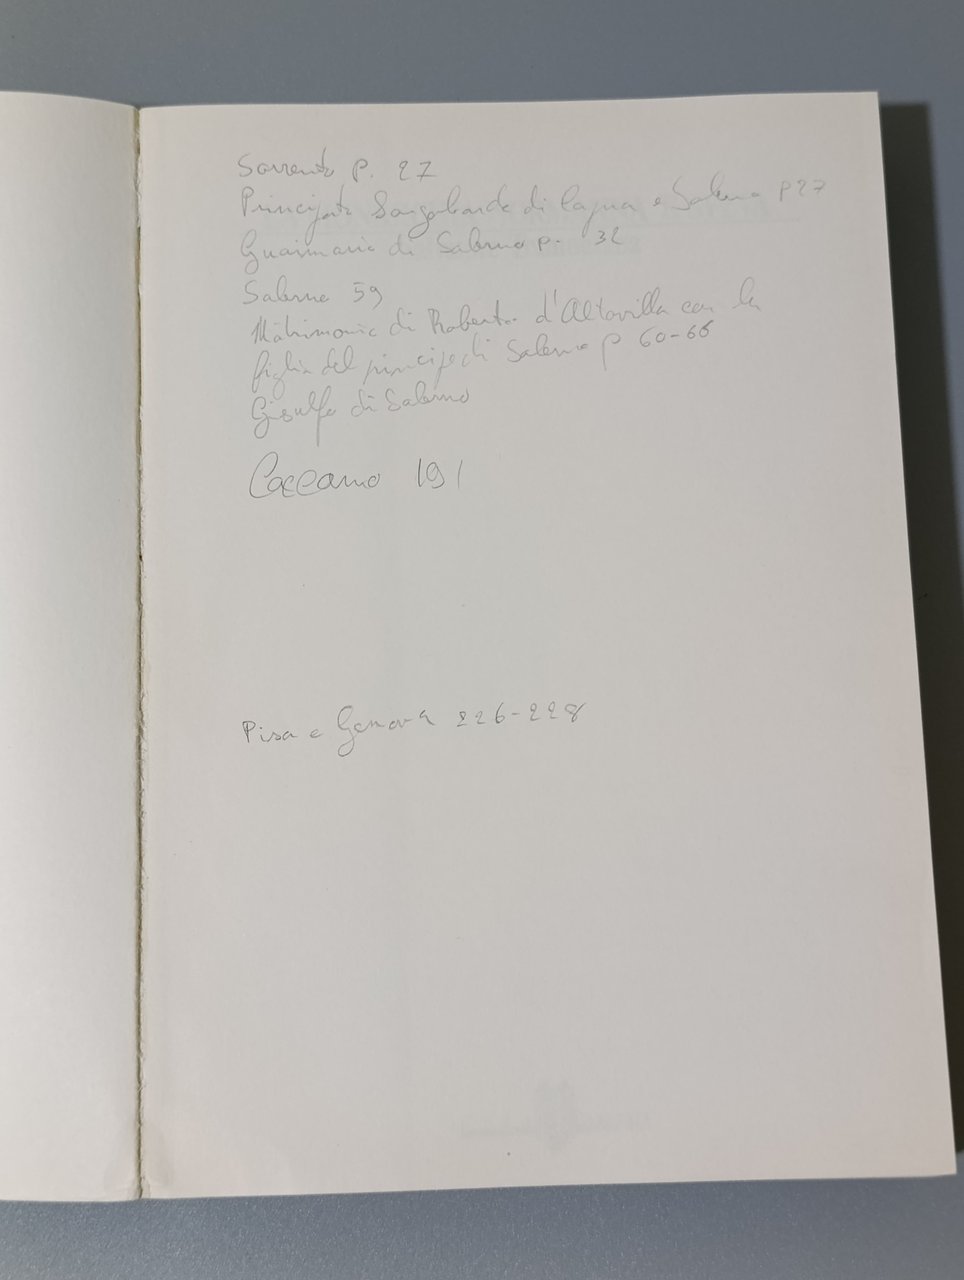 Sorrento p. 27
Principato Longobardo di Capua e Salerno p 27
Guaimario di Salerno p. 32
Salerno 59
Matrimonio di Roberto d'Altavilla con la
figlia del principe di Salerno p 60-66
Gisulfo di Salerno
Caccamo 191
Pisa e Genova 226-228